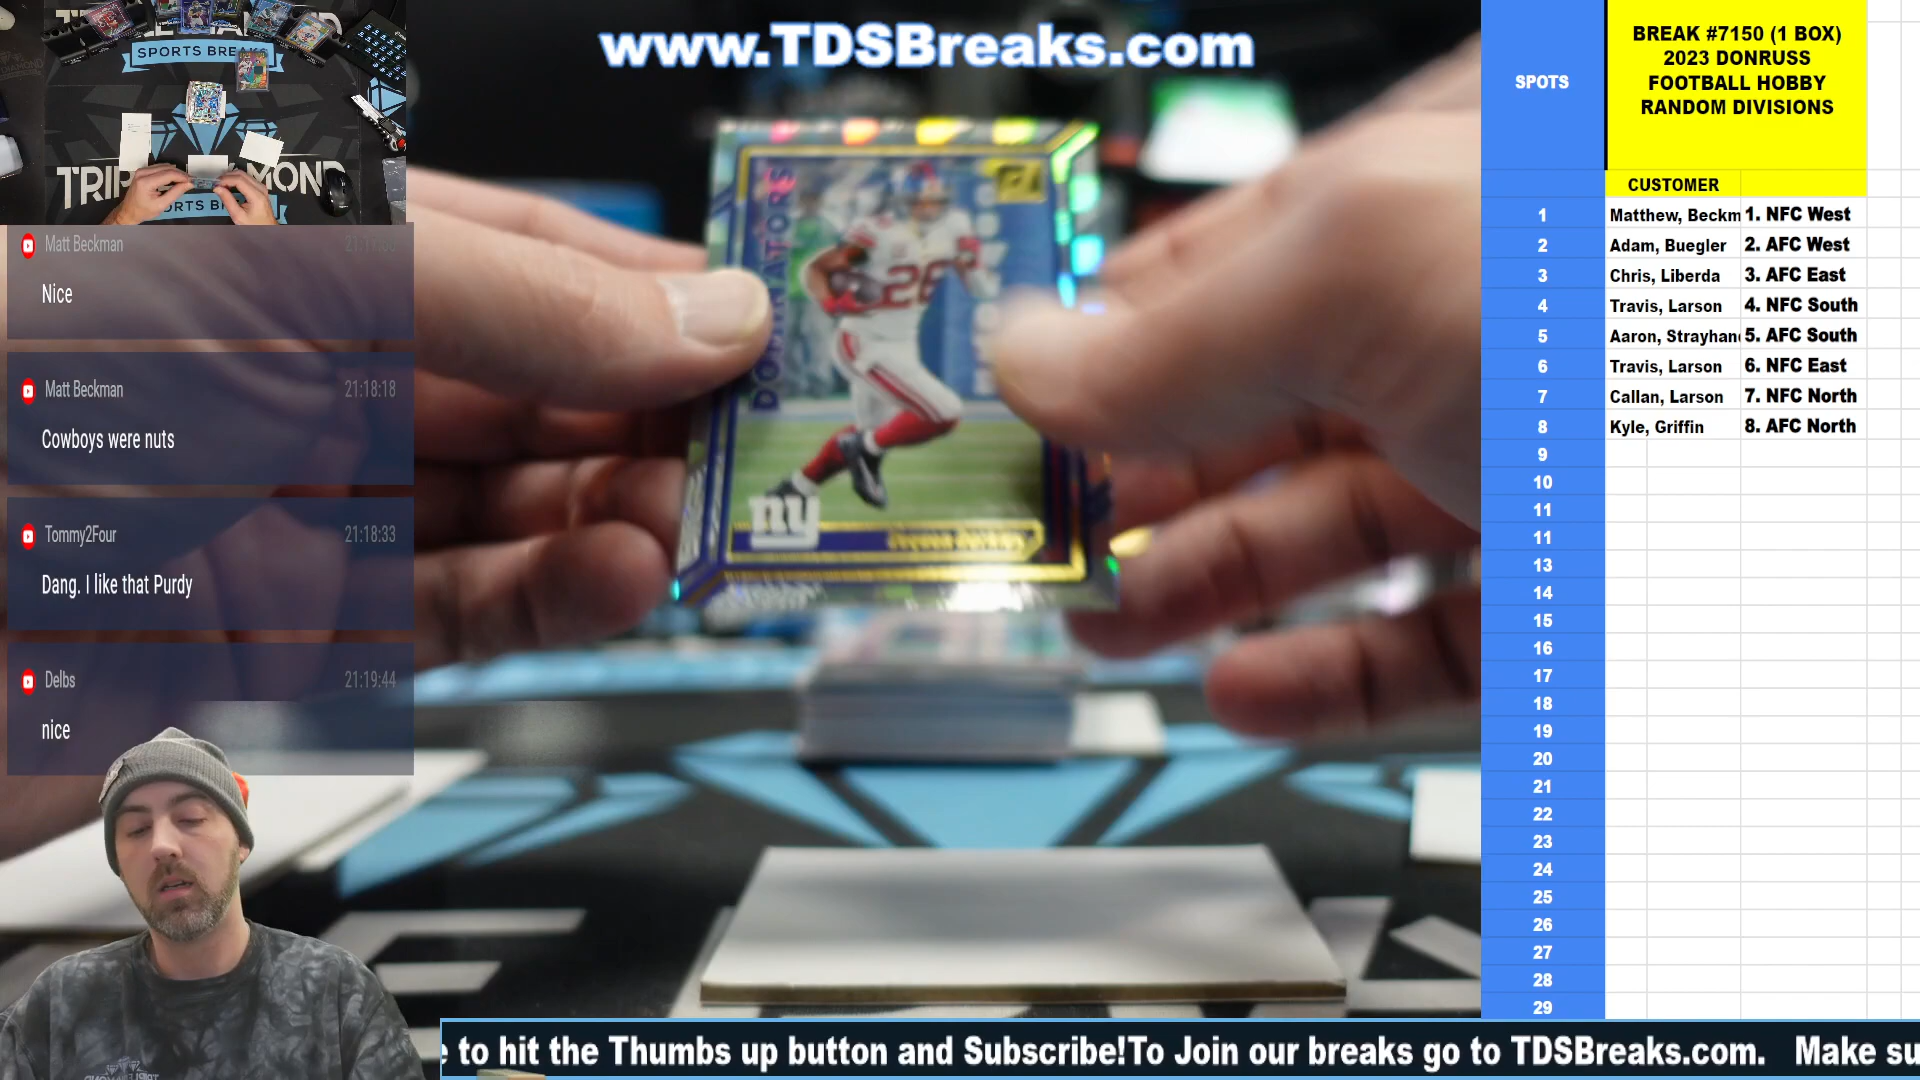 www.TDSBreaks.com
SPORTS BREAKS
Matt Beckman
Nice
Matt Beckman 21:18:18
Cowboys were nuts
Tommy2Four 21:18:33
Dang. I like that Purdy
Delbs 21:19:44
nice
DOMINATORS
26
ny
SPOTS
BREAK #7150 (1 BOX)
2023 DONRUSS
FOOTBALL HOBBY
RANDOM DIVISIONS
CUSTOMER
1 Matthew, Beckm 1. NFC West
2 Adam, Buegler 2. AFC West
3 Chris, Liberda 3. AFC East
4 Travis, Larson 4. NFC South
5 Aaron, Strayhan 5. AFC South
6 Travis, Larson 6. NFC East
7 Callan, Larson 7. NFC North
8 Kyle, Griffin 8. AFC North
9
10
11
11
13
14
15
16
17
18
19
20
21
22
23
24
25
26
27
28
29
to hit the Thumbs up button and Subscribe!To Join our breaks go to TDSBreaks.com. Make su